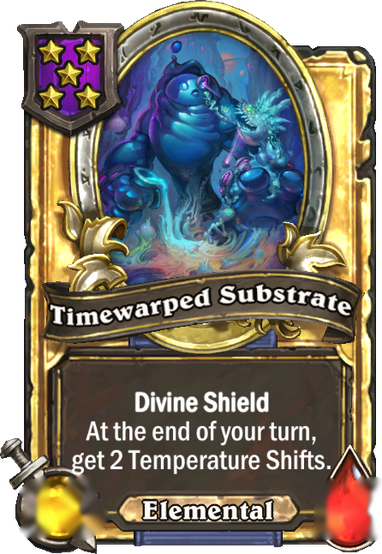 Timewarped Substrate
Divine Shield
At the end of your turn,
get 2 Temperature Shifts.
Elemental